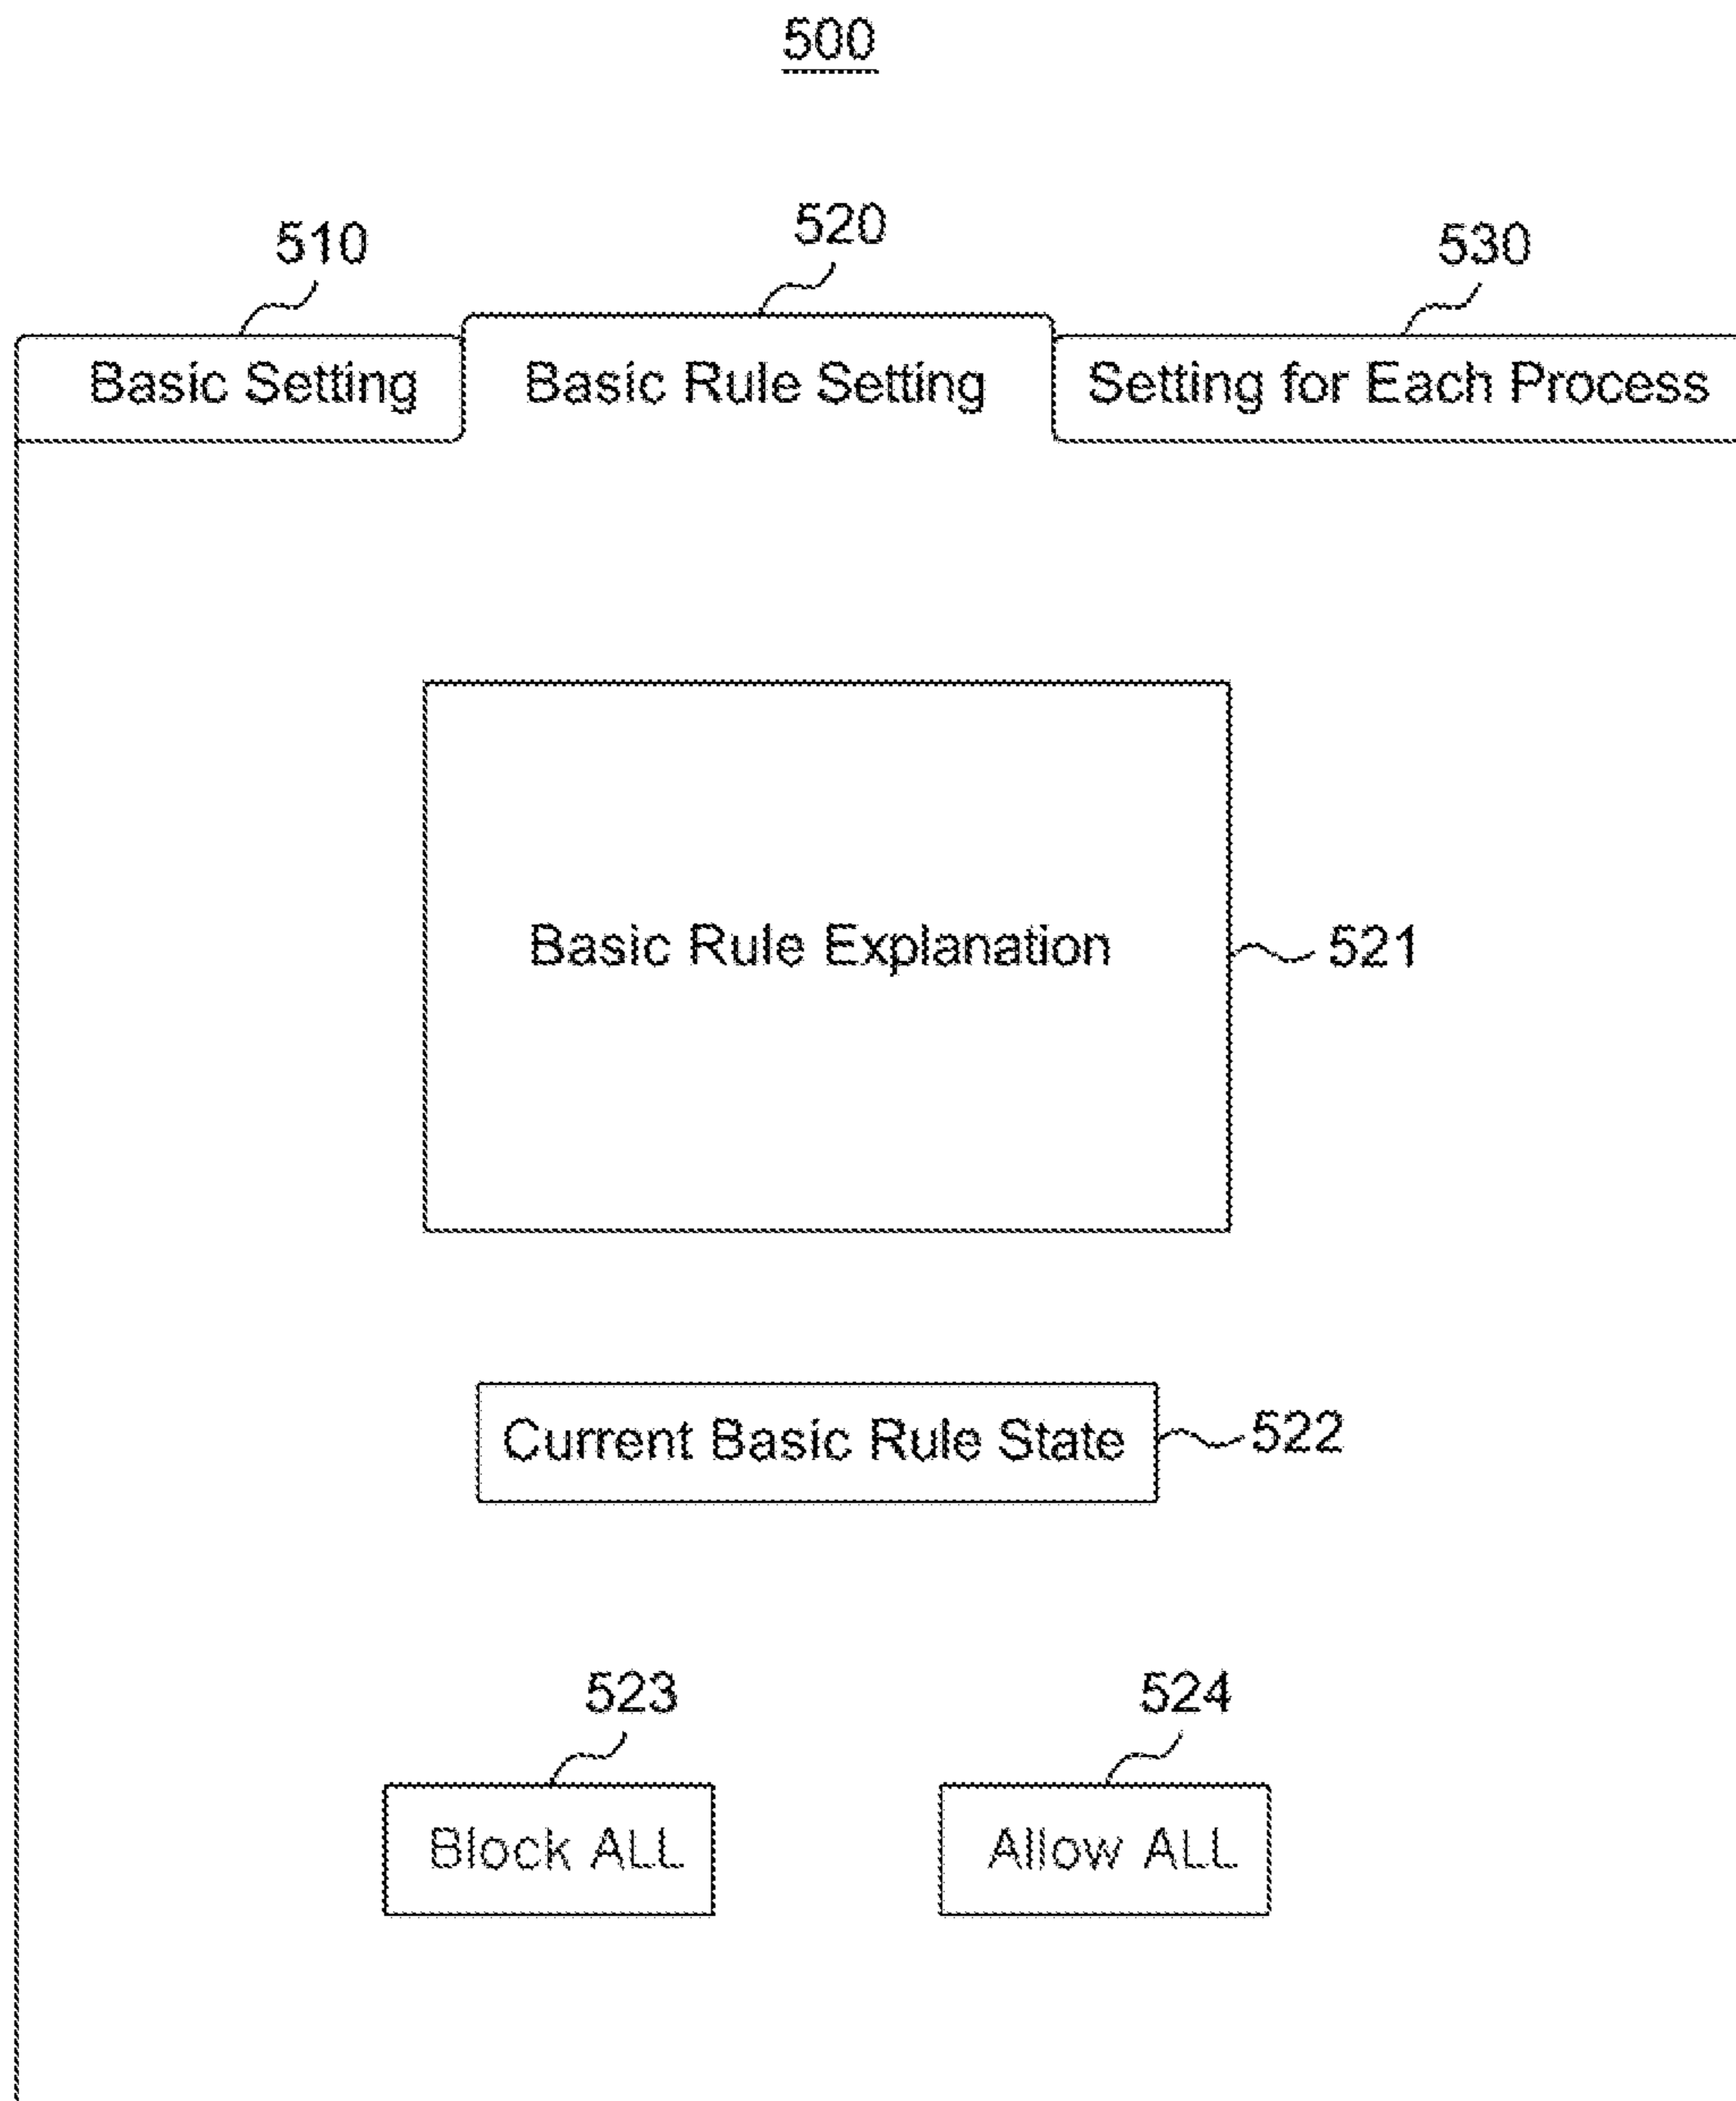 500
510
520
530
Basic Setting
Basic Rule Setting
Setting for Each Process
Basic Rule Explanation
521
Current Basic Rule State
522
523
524
Block ALL
Allow ALL